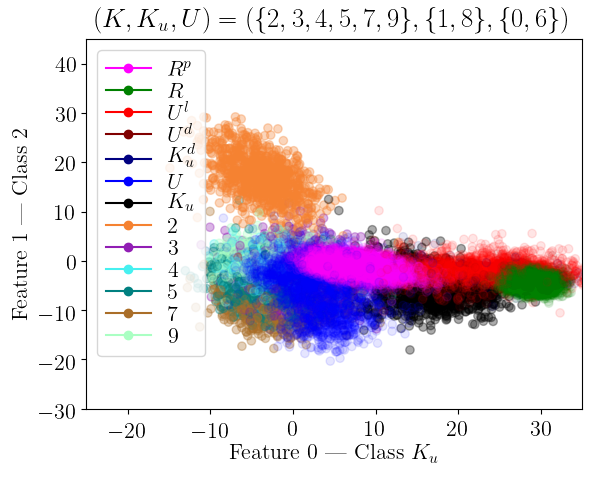 (K, K_u, U) = ({2, 3, 4, 5, 7, 9}, {1, 8}, {0, 6})
Feature 1 — Class 2
40
30
20
10
0
−10
−20
−30
R^p
R
U^l
U^d
K_u^d
U
K_u
2
3
4
5
7
9
−20 −10 0 10 20 30
Feature 0 — Class K_u